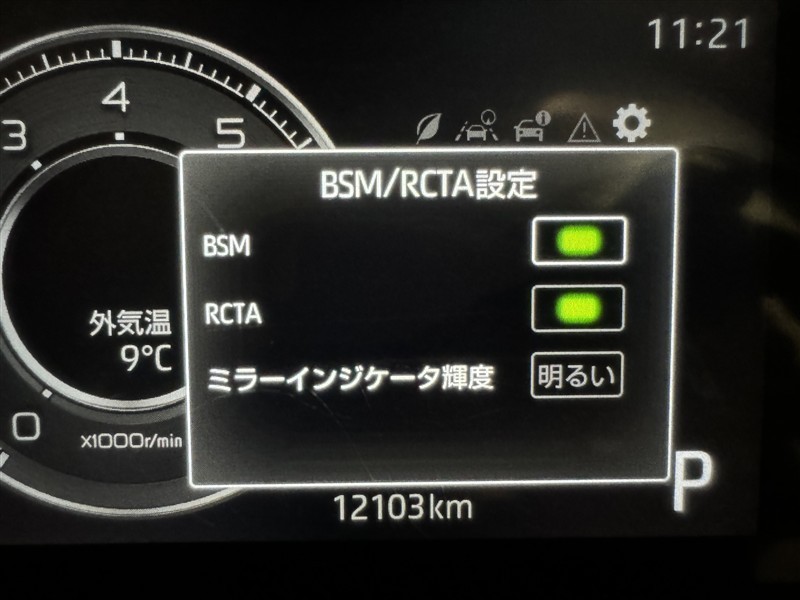 11:21
4
3
5
BSM/RCTA設定
BSM
RCTA
外気温
9°C
ミラーインジケータ輝度 明るい
0
x1000r/min
P
12103km